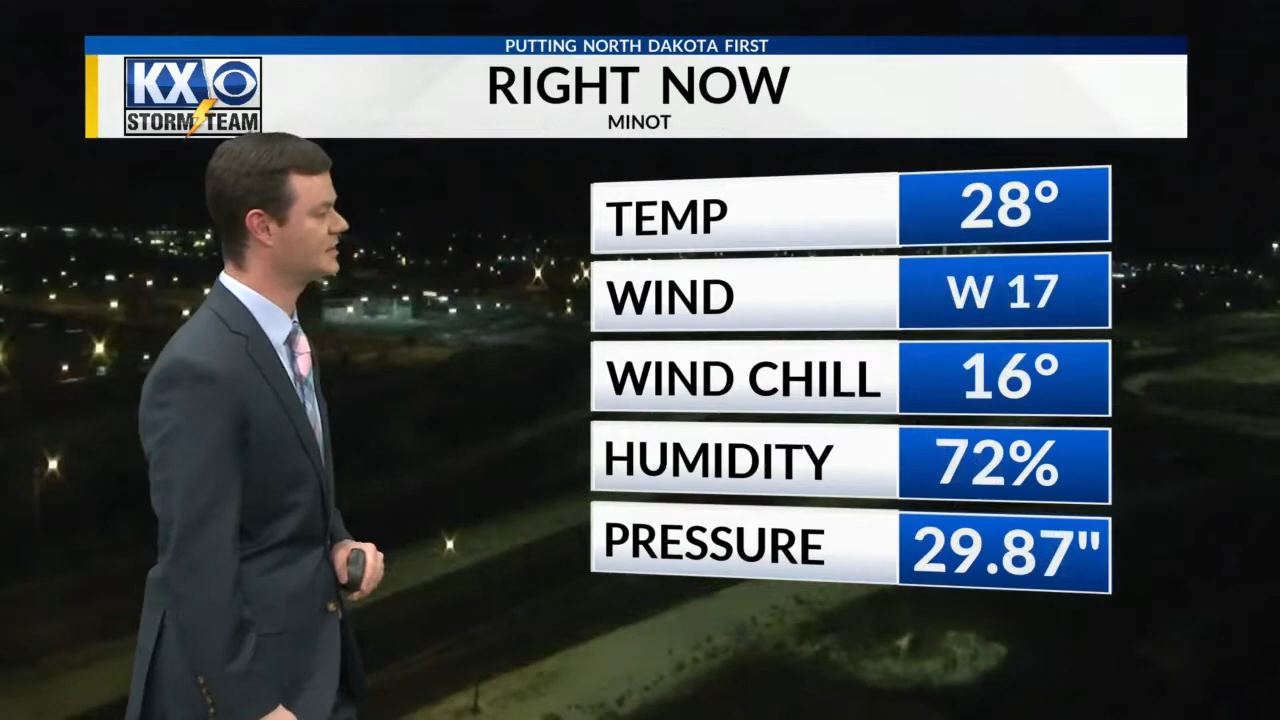 PUTTING NORTH DAKOTA FIRST
KX
STORM TEAM
RIGHT NOW
MINOT
TEMP 28°
WIND W 17
WIND CHILL 16°
HUMIDITY 72%
PRESSURE 29.87"